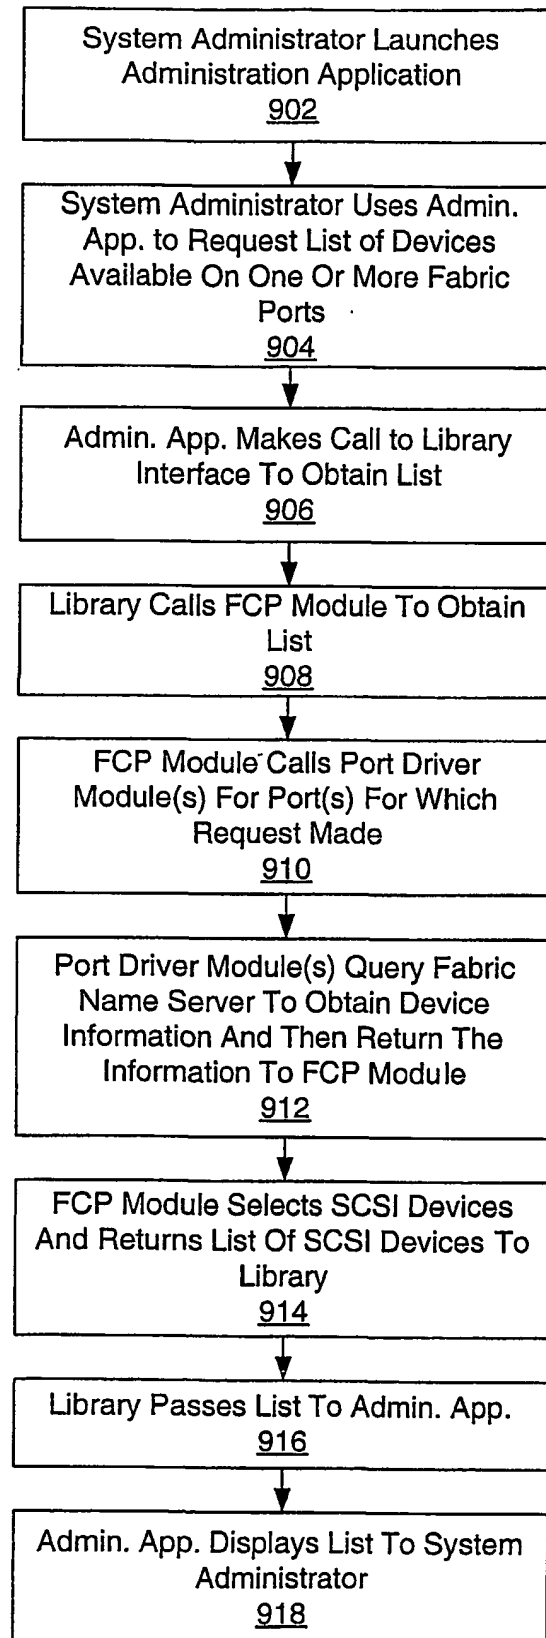 System Administrator Launches
Administration Application
902
System Administrator Uses Admin.
App. to Request List of Devices
Available On One Or More Fabric
Ports
904
Admin. App. Makes Call to Library
Interface To Obtain List
906
Library Calls FCP Module To Obtain
List
908
FCP Module Calls Port Driver
Module(s) For Port(s) For Which
Request Made
910
Port Driver Module(s) Query Fabric
Name Server To Obtain Device
Information And Then Return The
Information To FCP Module
912
FCP Module Selects SCSI Devices
And Returns List Of SCSI Devices To
Library
914
Library Passes List To Admin. App.
916
Admin. App. Displays List To System
Administrator
918